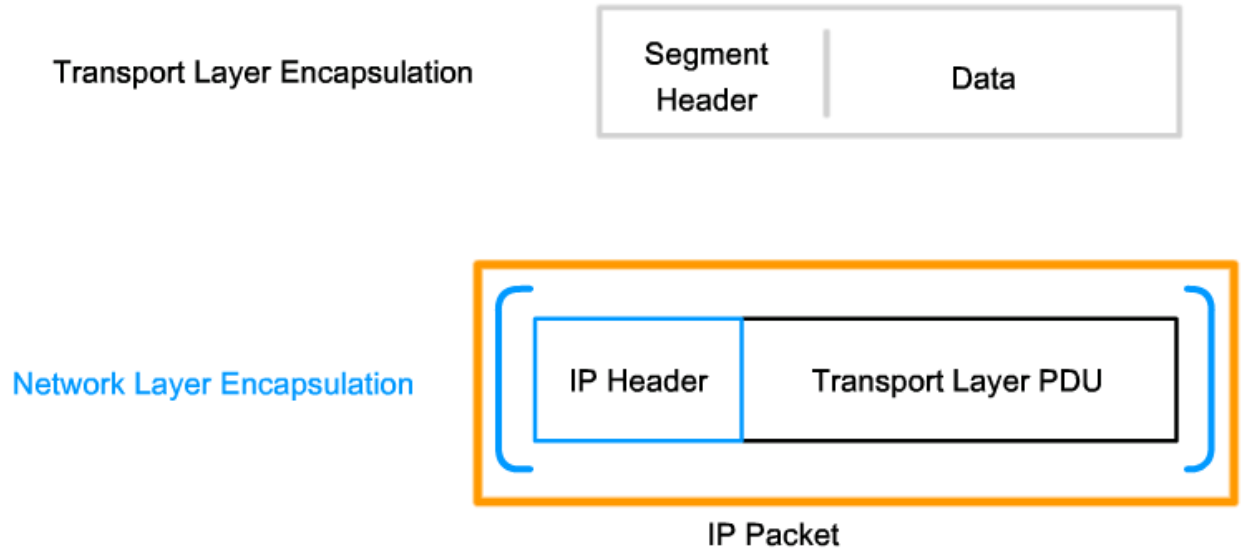 Transport Layer Encapsulation
Segment
Header
Data
Network Layer Encapsulation
IP Header
Transport Layer PDU
IP Packet